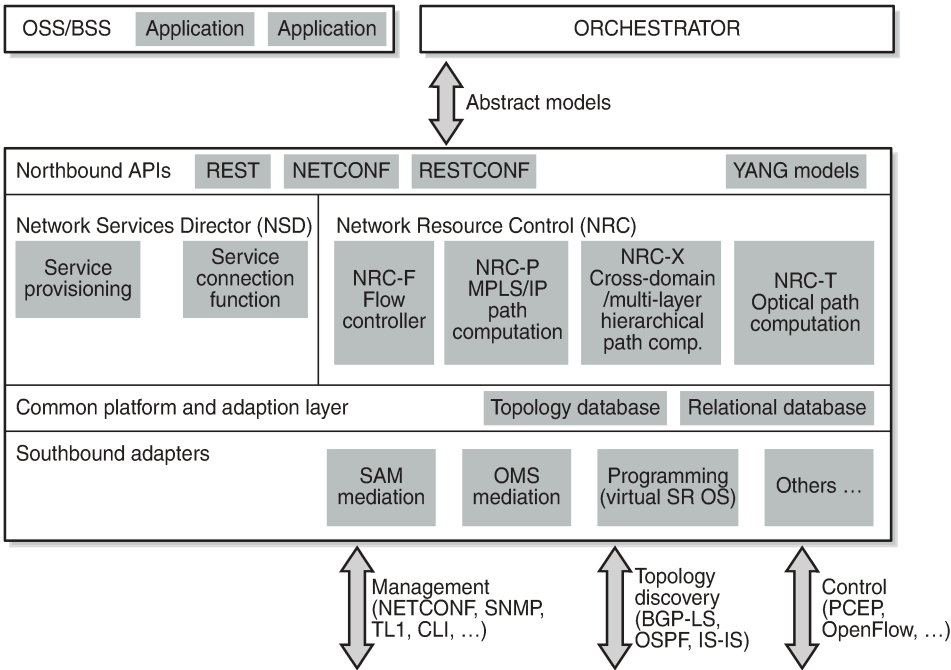 OSS/BSS
Application
Application
ORCHESTRATOR
Abstract models
Northbound APIs
REST
NETCONF
RESTCONF
YANG models
Network Services Director (NSD)
Service
provisioning
Service
connection
function
Network Resource Control (NRC)
NRC-F
Flow
controller
NRC-P
MPLS/IP
path
computation
NRC-X
Cross-domain
/multi-layer
hierarchical
path comp.
NRC-T
Optical path
computation
Common platform and adaption layer
Topology database
Relational database
Southbound adapters
SAM
mediation
OMS
mediation
Programming
(virtual SR OS)
Others …
Management
(NETCONF, SNMP,
TL1, CLI, …)
Topology
discovery
(BGP-LS,
OSPF, IS-IS)
Control
(PCEP,
OpenFlow, …)